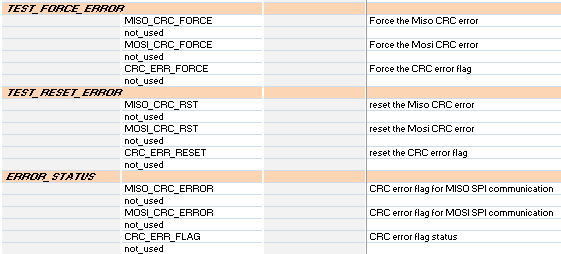 TEST_FORCE_ERROR
MISO_CRC_FORCE Force the Miso CRC error
not_used
MOSI_CRC_FORCE Force the Mosi CRC error
not_used
CRC_ERR_FORCE Force the CRC error flag
not_used
TEST_RESET_ERROR
MISO_CRC_RST reset the Miso CRC error
not_used
MOSI_CRC_RST reset the Mosi CRC error
not_used
CRC_ERR_RESET reset the CRC error flag
not_used
ERROR_STATUS
MISO_CRC_ERROR CRC error flag for MISO SPI communication
not_used
MOSI_CRC_ERROR CRC error flag for MOSI SPI communication
not_used
CRC_ERR_FLAG CRC error flag status
not_used